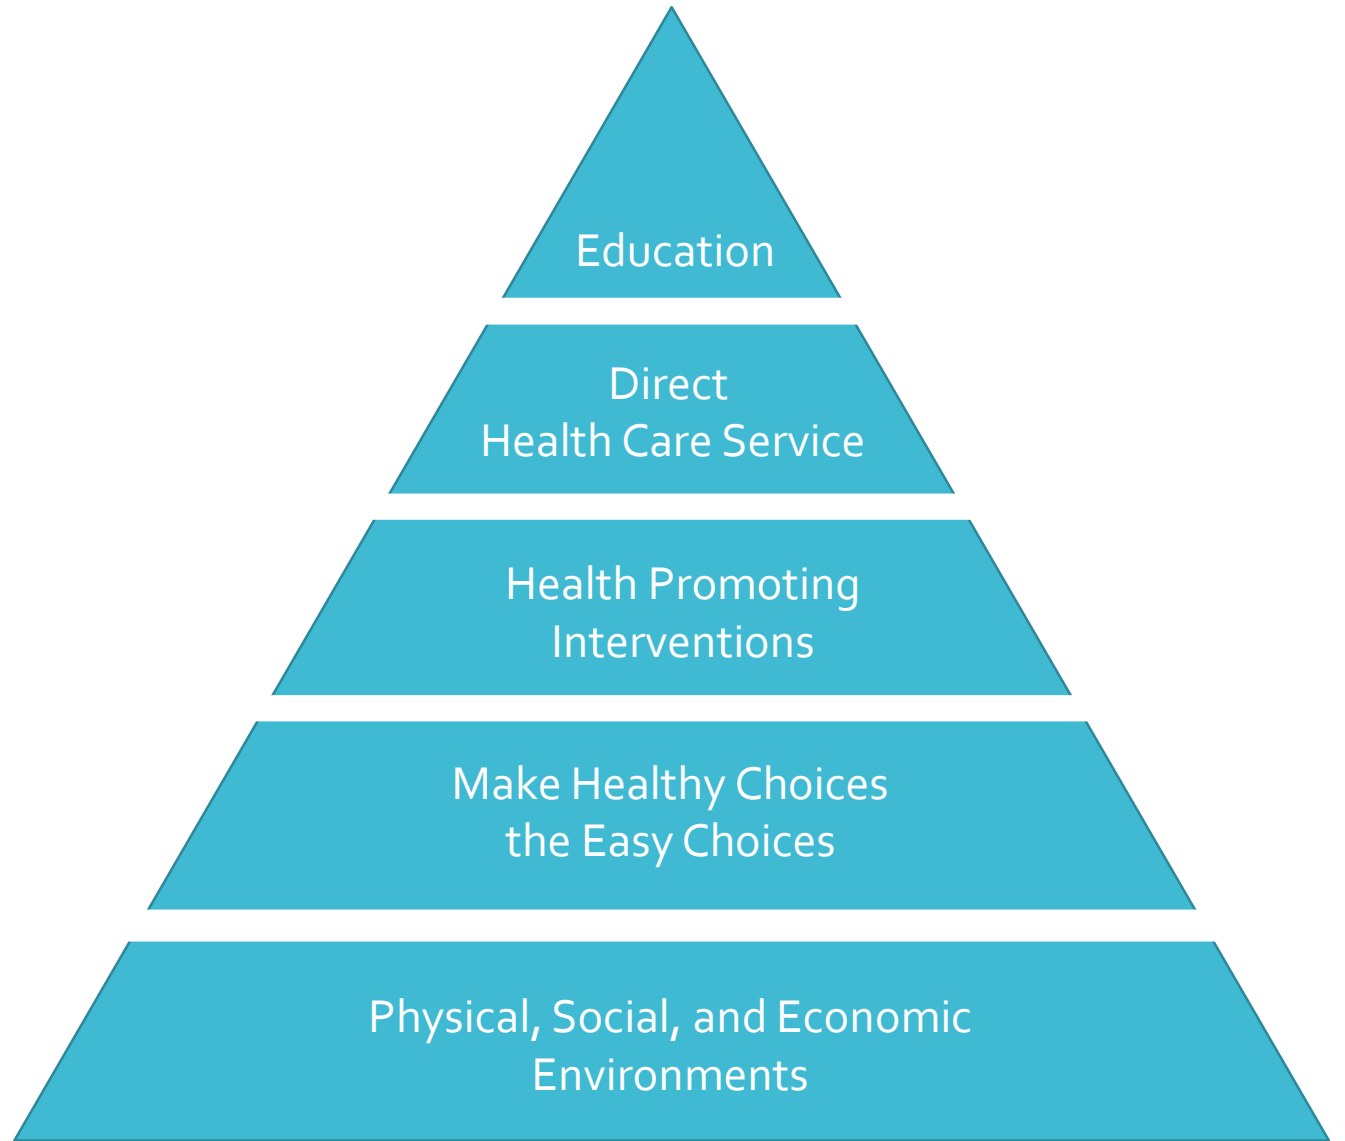 Education
Direct
Health Care Service
Health Promoting
Interventions
Make Healthy Choices
the Easy Choices
Physical, Social, and Economic
Environments